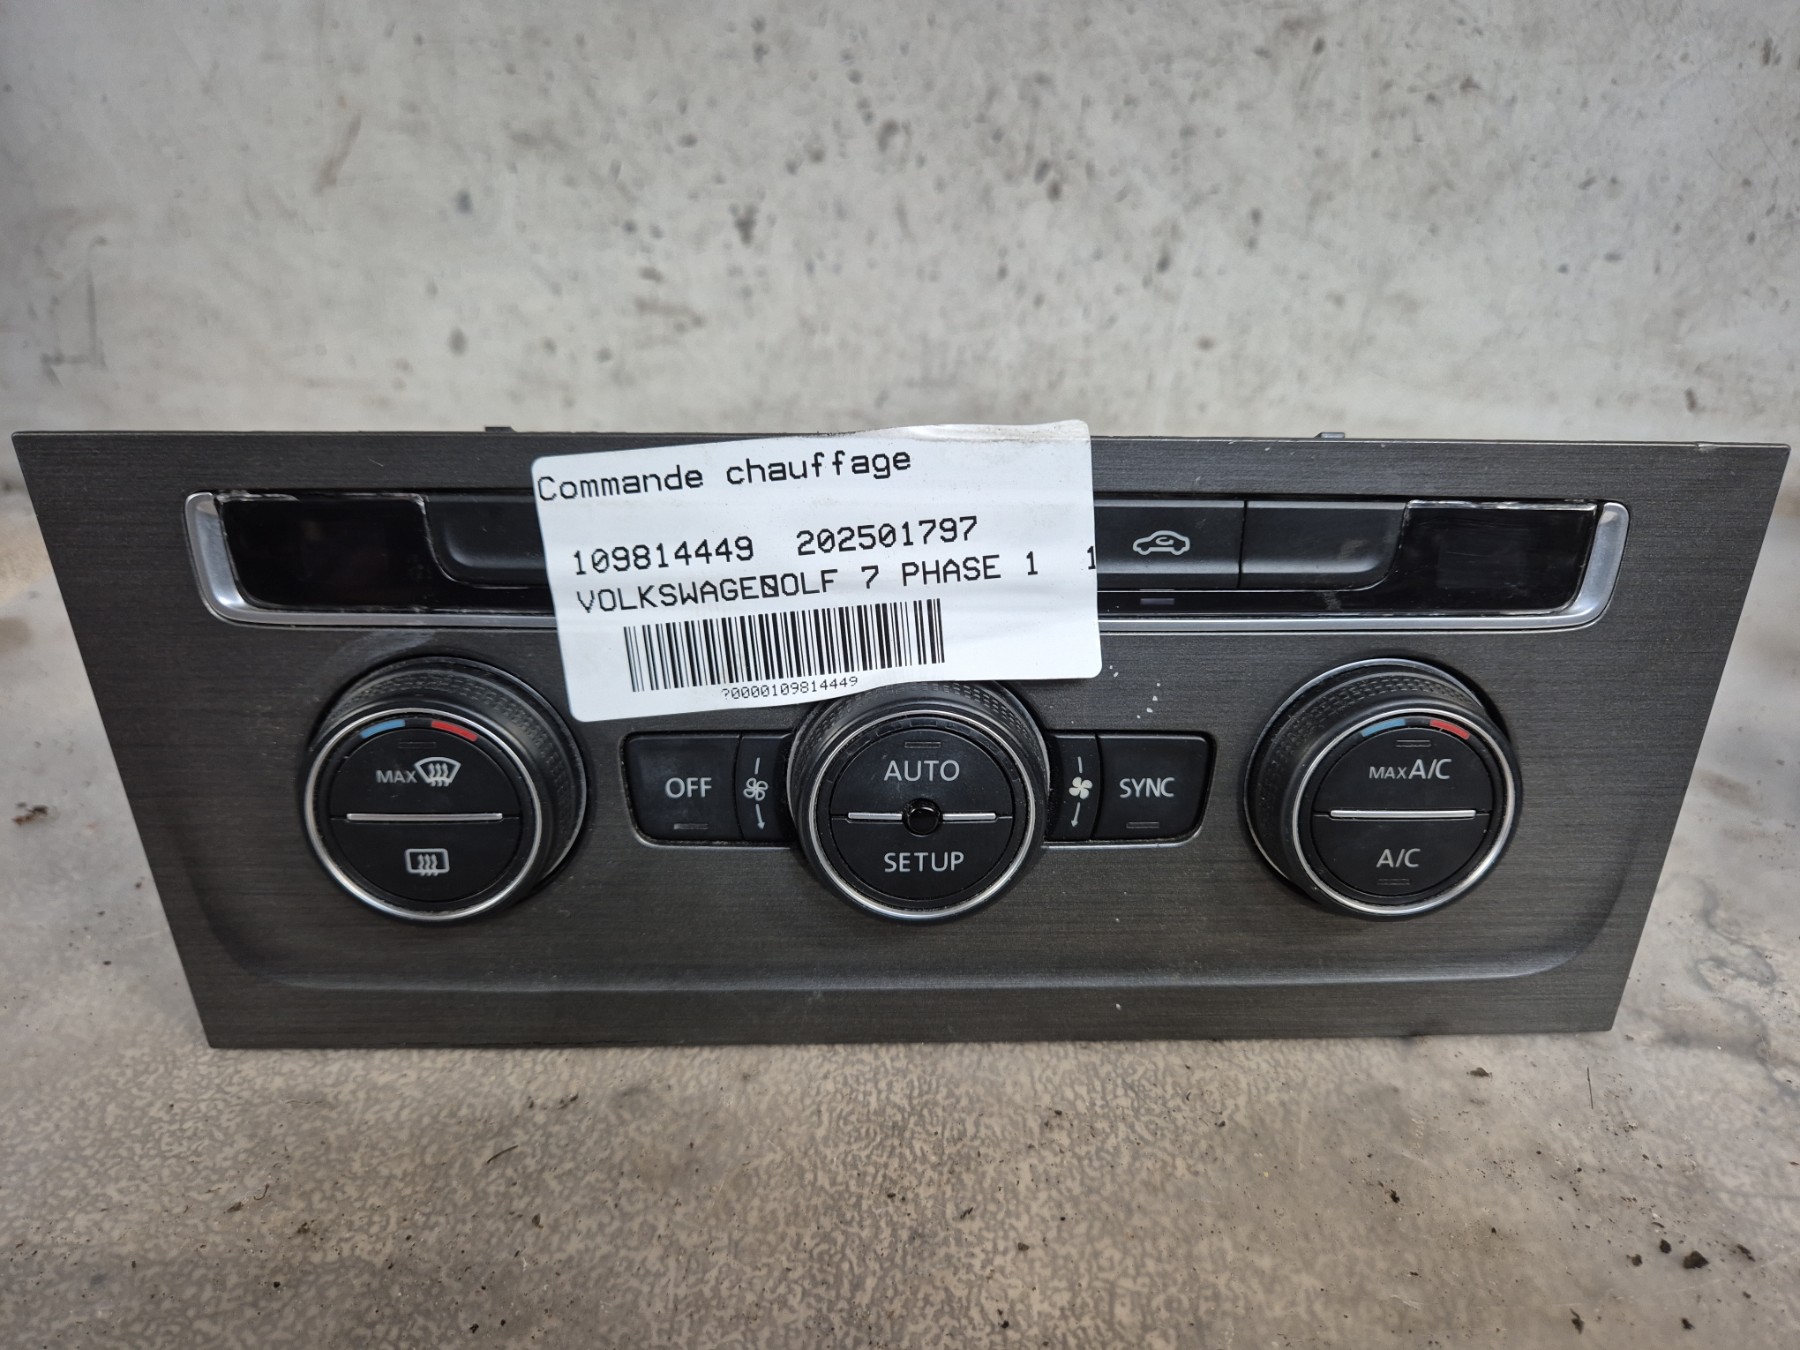 Commande chauffage
109814449 202501797
VOLKSWAGENOLF 7 PHASE 1 1
?0000109814449
MAX
OFF
AUTO
SYNC
MAX A/C
SETUP
A/C